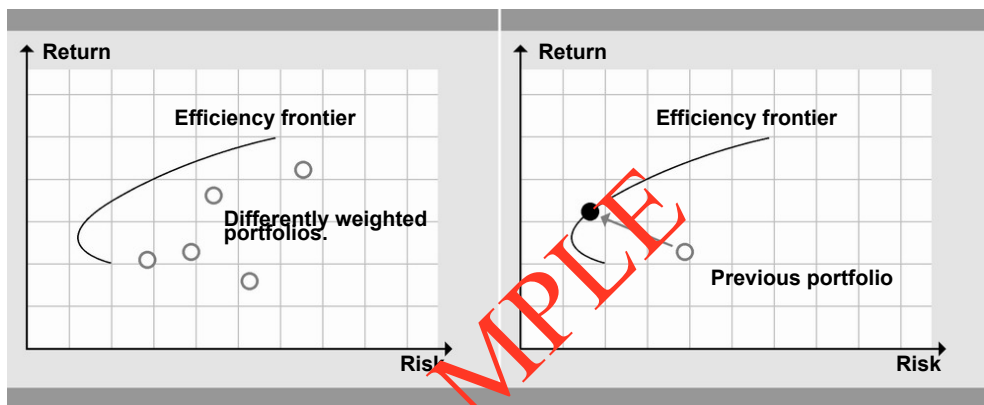 Return
Efficiency frontier
Differently weighted
portfolios.
Risk
Return
Efficiency frontier
Previous portfolio
Risk
MPLE